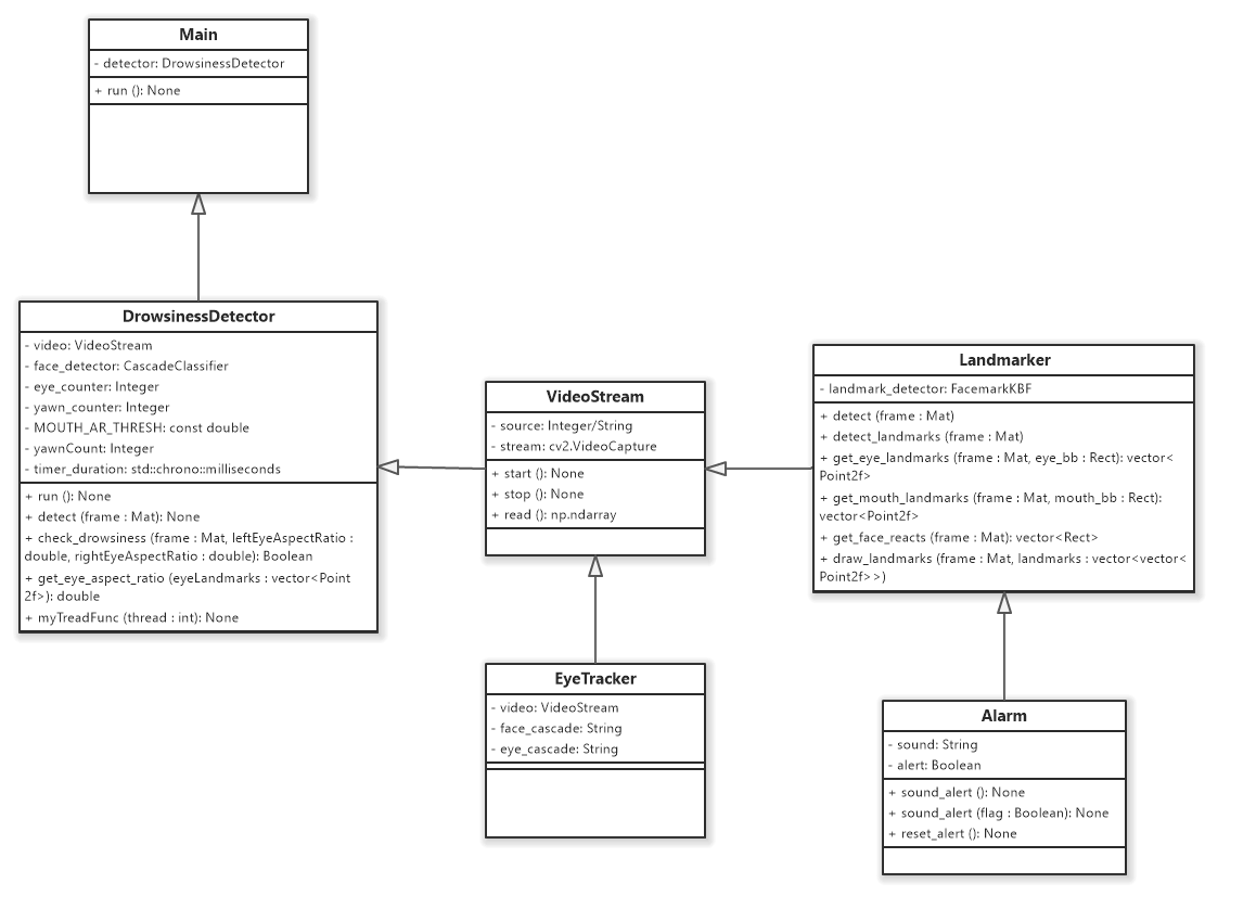 Main
- detector: DrowsinessDetector
+ run (): None
DrowsinessDetector
- video: VideoStream
- face_detector: CascadeClassifier
- eye_counter: Integer
- yawn_counter: Integer
- MOUTH_AR_THRESH: const double
- yawnCount: Integer
- timer_duration: std::chrono::milliseconds
+ run (): None
+ detect (frame : Mat): None
+ check_drowsiness (frame : Mat, leftEyeAspectRatio :
double, rightEyeAspectRatio : double): Boolean
+ get_eye_aspect_ratio (eyeLandmarks : vector<Point
2f>): double
+ myTreadFunc (thread : int): None
VideoStream
- source: Integer/String
- stream: cv2.VideoCapture
+ start (): None
+ stop (): None
+ read (): np.ndarray
EyeTracker
- video: VideoStream
- face_cascade: String
- eye_cascade: String
Landmarker
- landmark_detector: FacemarkKBF
+ detect (frame : Mat)
+ detect_landmarks (frame : Mat)
+ get_eye_landmarks (frame : Mat, eye_bb : Rect): vector<
Point2f>
+ get_mouth_landmarks (frame : Mat, mouth_bb : Rect):
vector<Point2f>
+ get_face_reacts (frame : Mat): vector<Rect>
+ draw_landmarks (frame : Mat, landmarks : vector<vector<
Point2f>>)
Alarm
- sound: String
- alert: Boolean
+ sound_alert (): None
+ sound_alert (flag : Boolean): None
+ reset_alert (): None